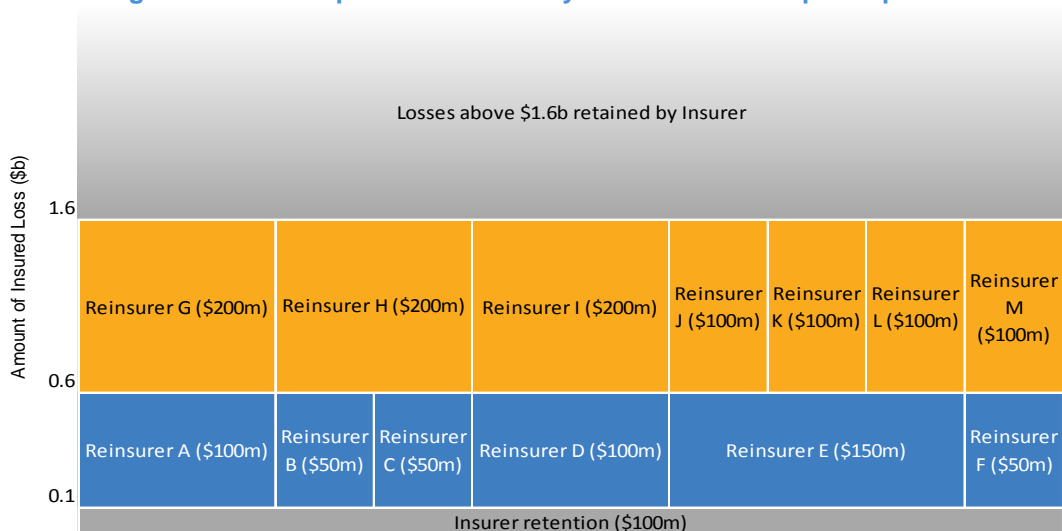 Losses above $1.6b retained by Insurer
Amount of Insured Loss ($b)
1.6
Reinsurer G ($200m)
Reinsurer H ($200m)
Reinsurer I ($200m)
Reinsurer
J ($100m)
Reinsurer
K ($100m)
Reinsurer
L ($100m)
Reinsurer
M
($100m)
0.6
Reinsurer A ($100m)
Reinsurer
B ($50m)
Reinsurer
C ($50m)
Reinsurer D ($100m)
Reinsurer E ($150m)
Reinsurer
F ($50m)
0.1
Insurer retention ($100m)